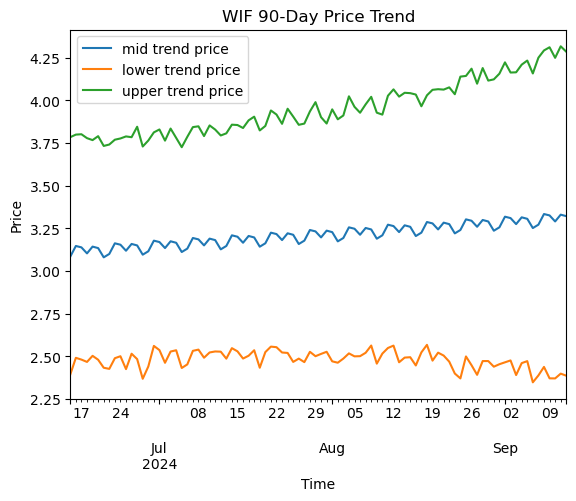 WIF 90-Day Price Trend
mid trend price
lower trend price
upper trend price
Price
4.25
4.00
3.75
3.50
3.25
3.00
2.75
2.50
2.25
17 24 08 15 22 29 05 12 19 26 02 09
Jul Aug Sep
2024
Time